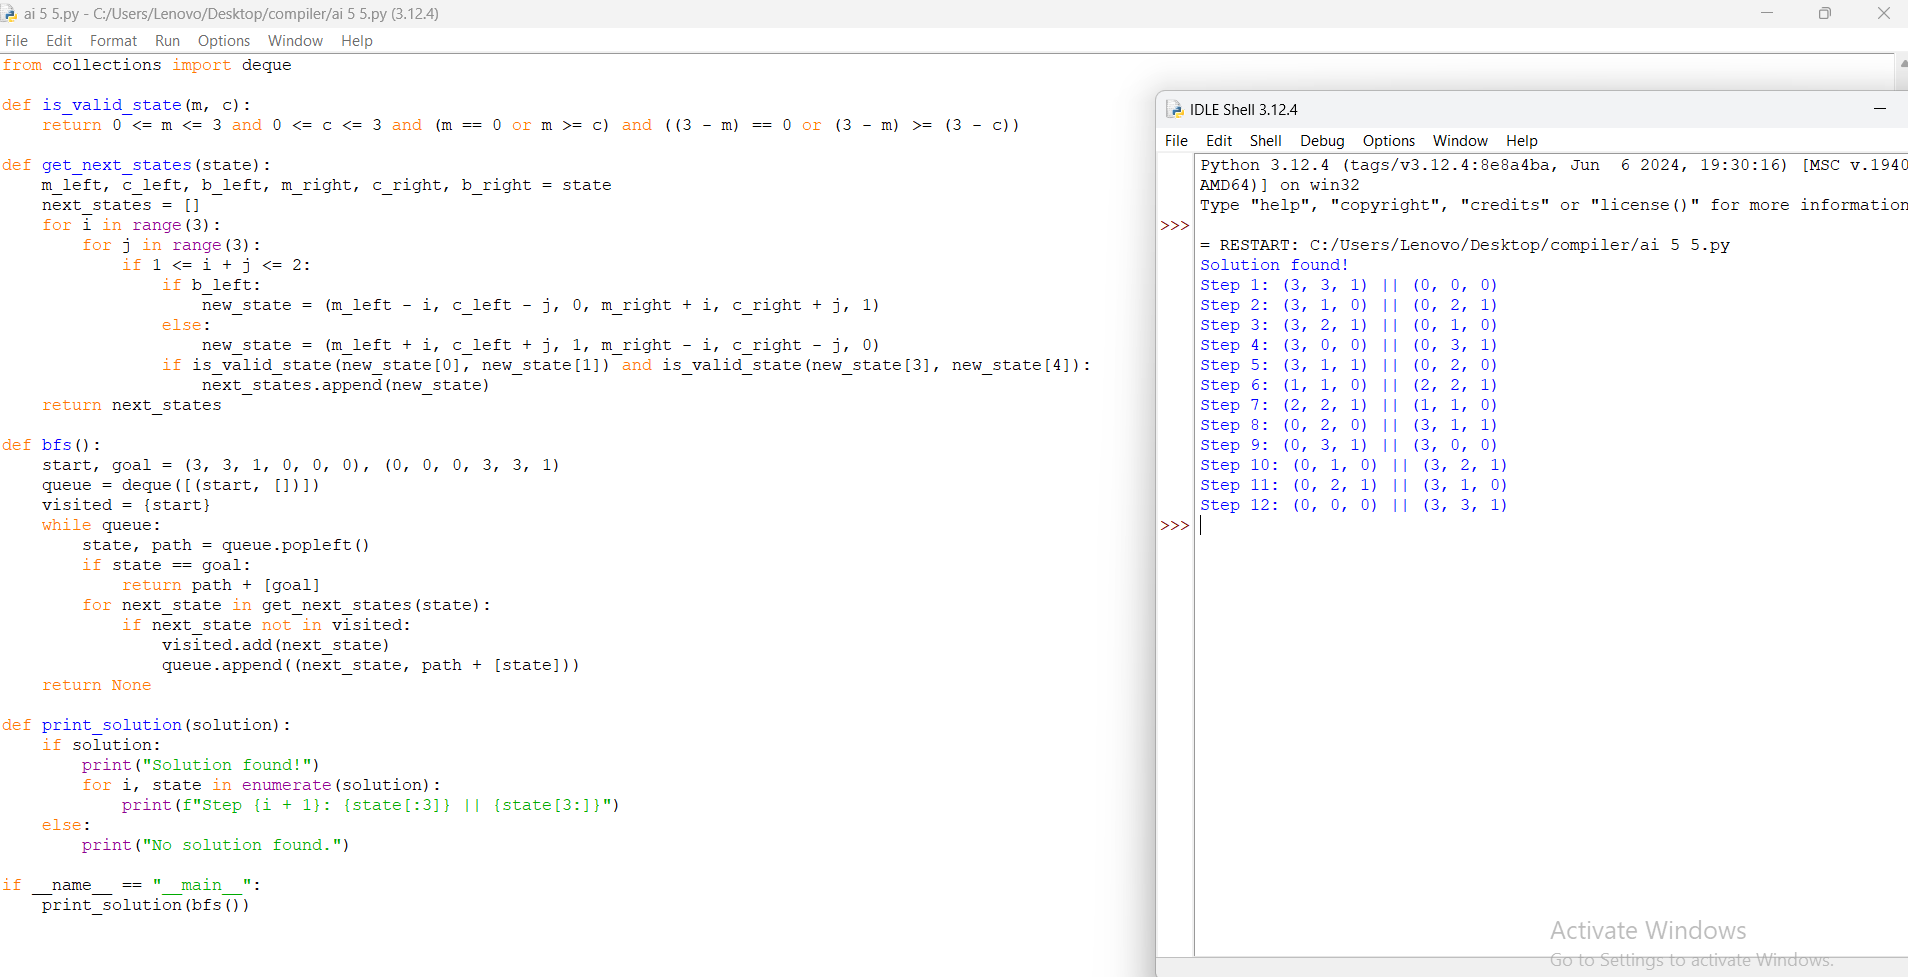 ai 5 5.py - C:/Users/Lenovo/Desktop/compiler/ai 5 5.py (3.12.4)
File Edit Format Run Options Window Help
from collections import deque
def is_valid_state(m, c):
    return 0 <= m <= 3 and 0 <= c <= 3 and (m == 0 or m >= c) and ((3 - m) == 0 or (3 - m) >= (3 - c))
def get_next_states(state):
    m_left, c_left, b_left, m_right, c_right, b_right = state
    next_states = []
    for i in range(3):
        for j in range(3):
            if 1 <= i + j <= 2:
                if b_left:
                    new_state = (m_left - i, c_left - j, 0, m_right + i, c_right + j, 1)
                else:
                    new_state = (m_left + i, c_left + j, 1, m_right - i, c_right - j, 0)
                if is_valid_state(new_state[0], new_state[1]) and is_valid_state(new_state[3], new_state[4]):
                    next_states.append(new_state)
    return next_states
def bfs():
    start, goal = (3, 3, 1, 0, 0, 0), (0, 0, 0, 3, 3, 1)
    queue = deque([(start, [])])
    visited = {start}
    while queue:
        state, path = queue.popleft()
        if state == goal:
            return path + [goal]
        for next_state in get_next_states(state):
            if next_state not in visited:
                visited.add(next_state)
                queue.append((next_state, path + [state]))
    return None
def print_solution(solution):
    if solution:
        print("Solution found!")
        for i, state in enumerate(solution):
            print(f"Step {i + 1}: {state[:3]} || {state[3:]}")
    else:
        print("No solution found.")
if __name__ == "__main__":
    print_solution(bfs())
IDLE Shell 3.12.4
File Edit Shell Debug Options Window Help
Python 3.12.4 (tags/v3.12.4:8e8a4ba, Jun  6 2024, 19:30:16) [MSC v.1940
AMD64)] on win32
Type "help", "copyright", "credits" or "license()" for more information
>>>
= RESTART: C:/Users/Lenovo/Desktop/compiler/ai 5 5.py
Solution found!
Step 1: (3, 3, 1) || (0, 0, 0)
Step 2: (3, 1, 0) || (0, 2, 1)
Step 3: (3, 2, 1) || (0, 1, 0)
Step 4: (3, 0, 0) || (0, 3, 1)
Step 5: (3, 1, 1) || (0, 2, 0)
Step 6: (1, 1, 0) || (2, 2, 1)
Step 7: (2, 2, 1) || (1, 1, 0)
Step 8: (0, 2, 0) || (3, 1, 1)
Step 9: (0, 3, 1) || (3, 0, 0)
Step 10: (0, 1, 0) || (3, 2, 1)
Step 11: (0, 2, 1) || (3, 1, 0)
Step 12: (0, 0, 0) || (3, 3, 1)
>>>
Activate Windows
Go to Settings to activate Windows.